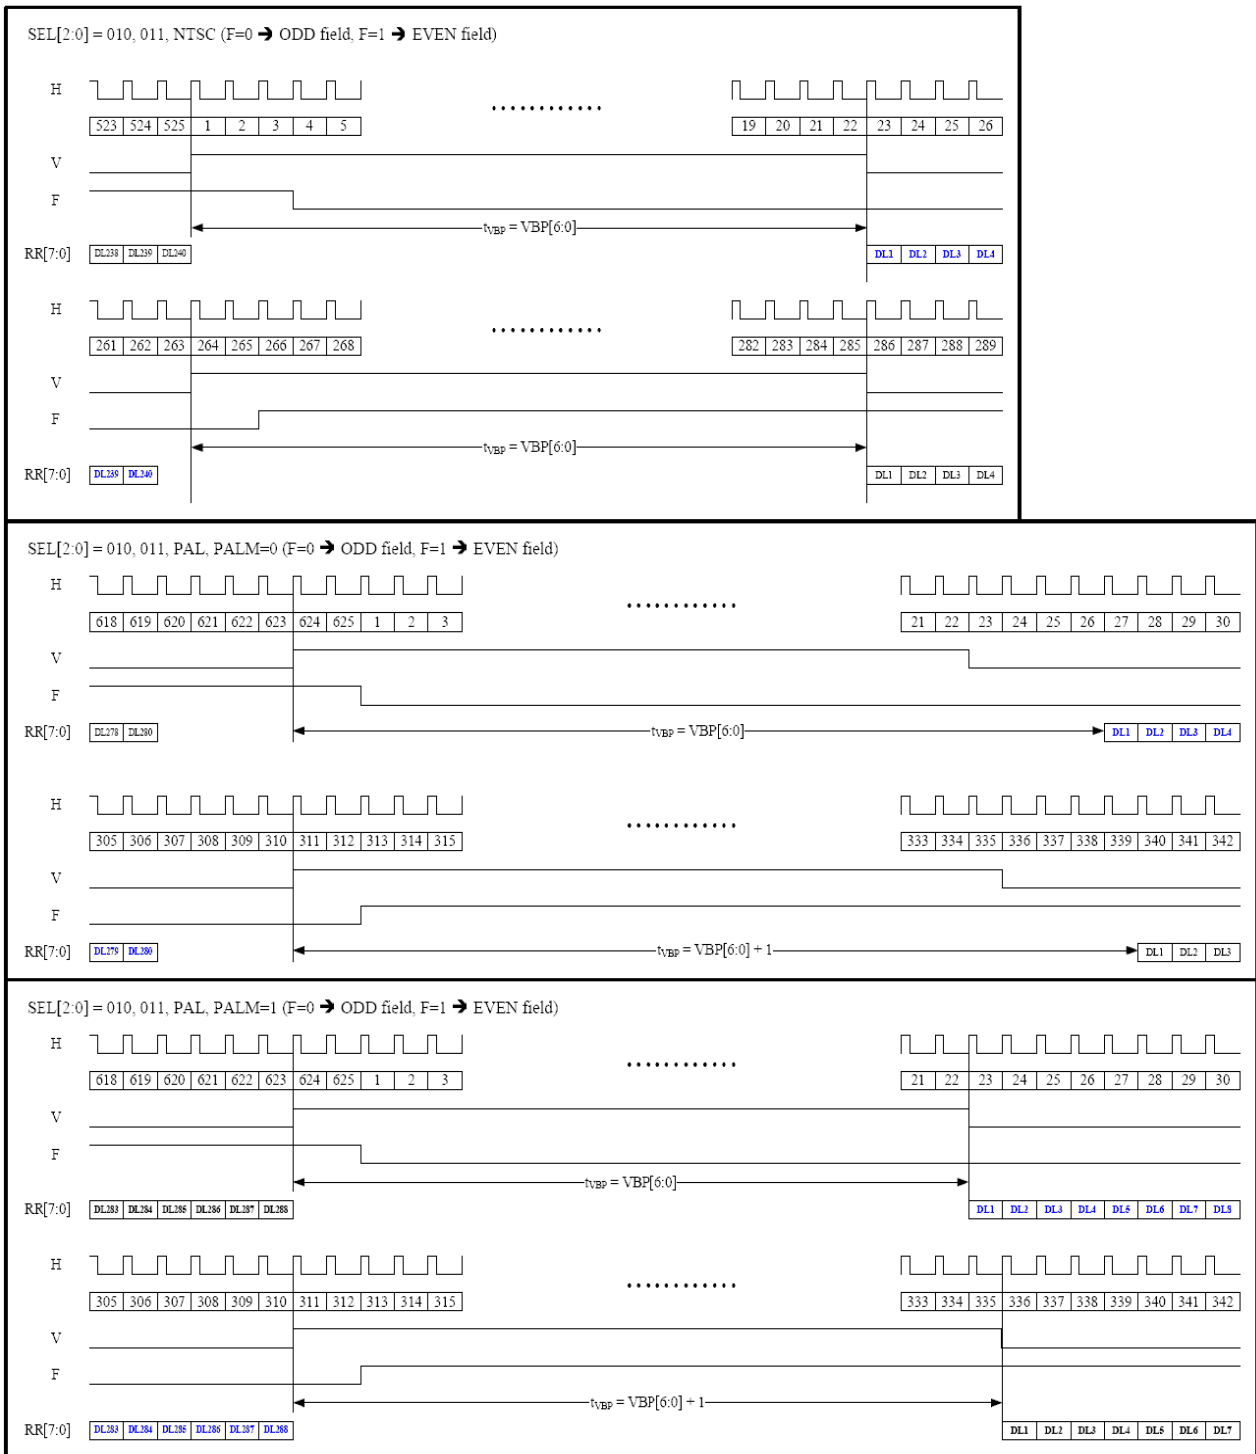 SEL[2:0] = 010, 011, NTSC (F=0 ➔ ODD field, F=1 ➔ EVEN field)
H
523 524 525 1 2 3 4 5 ............ 19 20 21 22 23 24 25 26
V
F
tVBP = VBP[6:0]
RR[7:0] DL238 DL239 DL240 DL1 DL2 DL3 DL4
H
261 262 263 264 265 266 267 268 ............ 282 283 284 285 286 287 288 289
V
F
tVBP = VBP[6:0]
RR[7:0] DL239 DL240 DL1 DL2 DL3 DL4
SEL[2:0] = 010, 011, PAL, PALM=0 (F=0 ➔ ODD field, F=1 ➔ EVEN field)
H
618 619 620 621 622 623 624 625 1 2 3 ............ 21 22 23 24 25 26 27 28 29 30
V
F
RR[7:0] DL278 DL280 tVBP = VBP[6:0] DL1 DL2 DL3 DL4
H
305 306 307 308 309 310 311 312 313 314 315 ............ 333 334 335 336 337 338 339 340 341 342
V
F
RR[7:0] DL279 DL280 tVBP = VBP[6:0] + 1 DL1 DL2 DL3
SEL[2:0] = 010, 011, PAL, PALM=1 (F=0 ➔ ODD field, F=1 ➔ EVEN field)
H
618 619 620 621 622 623 624 625 1 2 3 ............ 21 22 23 24 25 26 27 28 29 30
V
F
tVBP = VBP[6:0]
RR[7:0] DL283 DL284 DL285 DL286 DL287 DL288 DL1 DL2 DL3 DL4 DL5 DL6 DL7 DL8
H
305 306 307 308 309 310 311 312 313 314 315 ............ 333 334 335 336 337 338 339 340 341 342
V
F
tVBP = VBP[6:0] + 1
RR[7:0] DL283 DL284 DL285 DL286 DL287 DL288 DL1 DL2 DL3 DL4 DL5 DL6 DL7